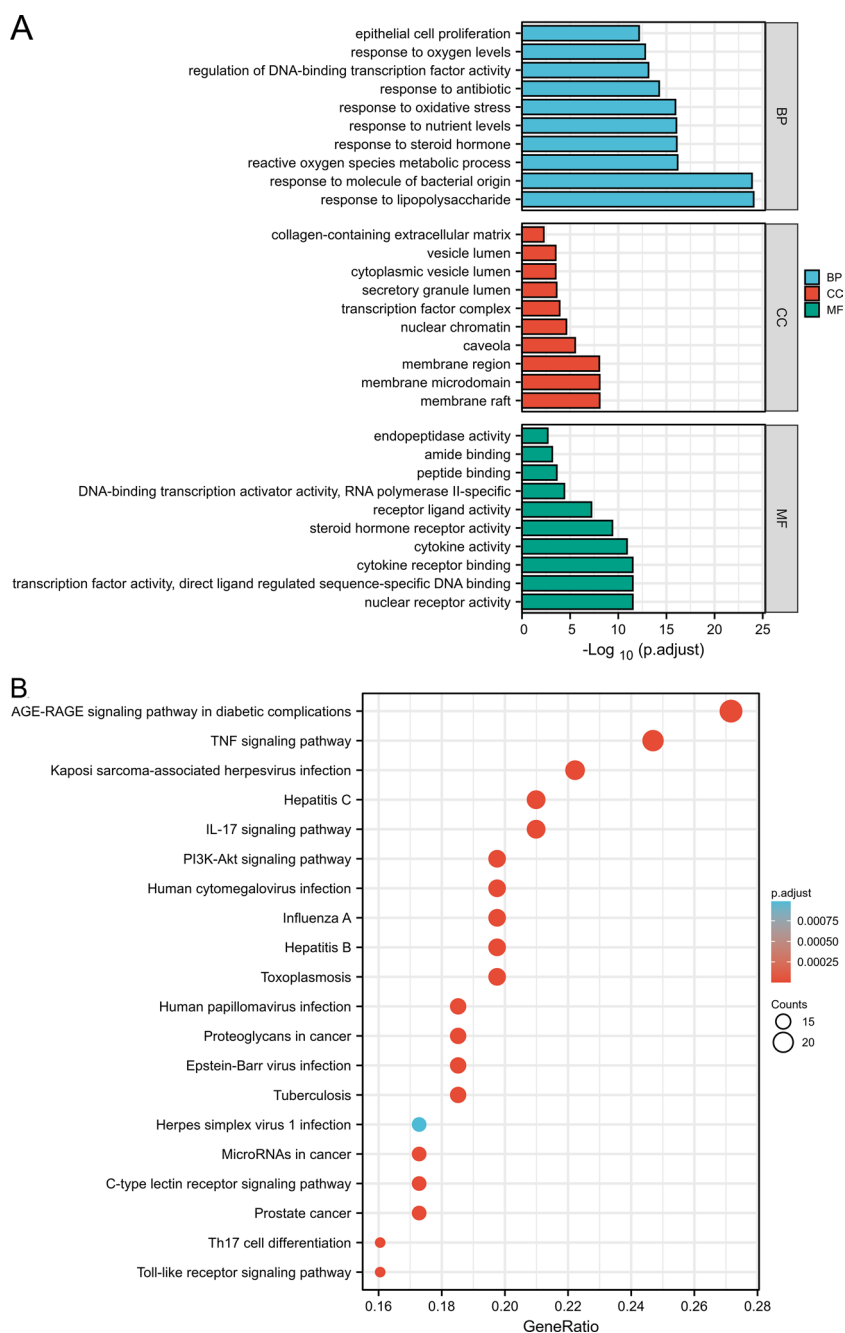 A
epithelial cell proliferation
response to oxygen levels
regulation of DNA-binding transcription factor activity
response to antibiotic
response to oxidative stress
response to nutrient levels
response to steroid hormone
reactive oxygen species metabolic process
response to molecule of bacterial origin
response to lipopolysaccharide
BP
collagen-containing extracellular matrix
vesicle lumen
cytoplasmic vesicle lumen
secretory granule lumen
transcription factor complex
nuclear chromatin
caveola
membrane region
membrane microdomain
membrane raft
CC
endopeptidase activity
amide binding
peptide binding
DNA-binding transcription activator activity, RNA polymerase II-specific
receptor ligand activity
steroid hormone receptor activity
cytokine activity
cytokine receptor binding
transcription factor activity, direct ligand regulated sequence-specific DNA binding
nuclear receptor activity
MF
0 5 10 15 20 25
-Log 10 (p.adjust)
BP
CC
MF
B
AGE-RAGE signaling pathway in diabetic complications
TNF signaling pathway
Kaposi sarcoma-associated herpesvirus infection
Hepatitis C
IL-17 signaling pathway
PI3K-Akt signaling pathway
Human cytomegalovirus infection
Influenza A
Hepatitis B
Toxoplasmosis
Human papillomavirus infection
Proteoglycans in cancer
Epstein-Barr virus infection
Tuberculosis
Herpes simplex virus 1 infection
MicroRNAs in cancer
C-type lectin receptor signaling pathway
Prostate cancer
Th17 cell differentiation
Toll-like receptor signaling pathway
0.16 0.18 0.20 0.22 0.24 0.26 0.28
GeneRatio
p.adjust
0.00075
0.00050
0.00025
Counts
15
20